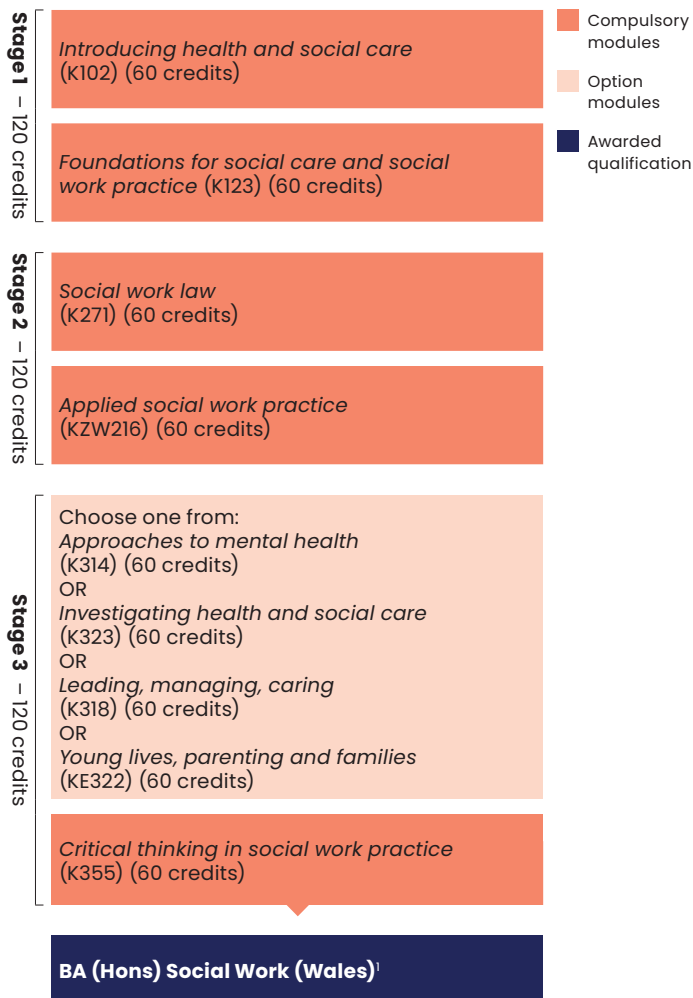 Stage 1 – 120 credits
Introducing health and social care
(K102) (60 credits)
Foundations for social care and social
work practice (K123) (60 credits)
Compulsory
modules
Option
modules
Awarded
qualification
Stage 2 – 120 credits
Social work law
(K271) (60 credits)
Applied social work practice
(KZW216) (60 credits)
Stage 3 – 120 credits
Choose one from:
Approaches to mental health
(K314) (60 credits)
OR
Investigating health and social care
(K323) (60 credits)
OR
Leading, managing, caring
(K318) (60 credits)
OR
Young lives, parenting and families
(KE322) (60 credits)
Critical thinking in social work practice
(K355) (60 credits)
BA (Hons) Social Work (Wales)¹